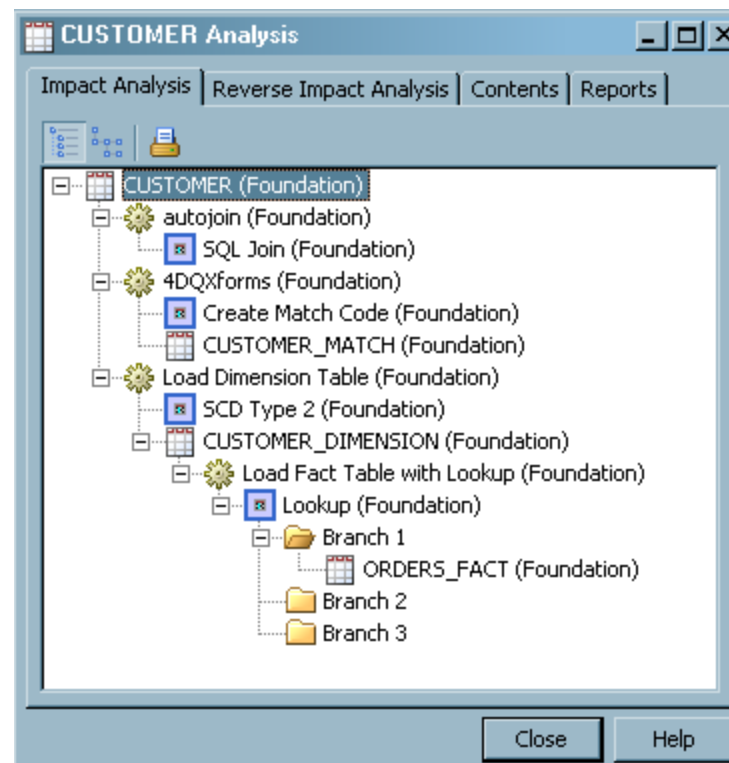 CUSTOMER Analysis
Impact Analysis Reverse Impact Analysis Contents Reports
CUSTOMER (Foundation)
autojoin (Foundation)
SQL Join (Foundation)
4DQXforms (Foundation)
Create Match Code (Foundation)
CUSTOMER_MATCH (Foundation)
Load Dimension Table (Foundation)
SCD Type 2 (Foundation)
CUSTOMER_DIMENSION (Foundation)
Load Fact Table with Lookup (Foundation)
Lookup (Foundation)
Branch 1
ORDERS_FACT (Foundation)
Branch 2
Branch 3
Close Help